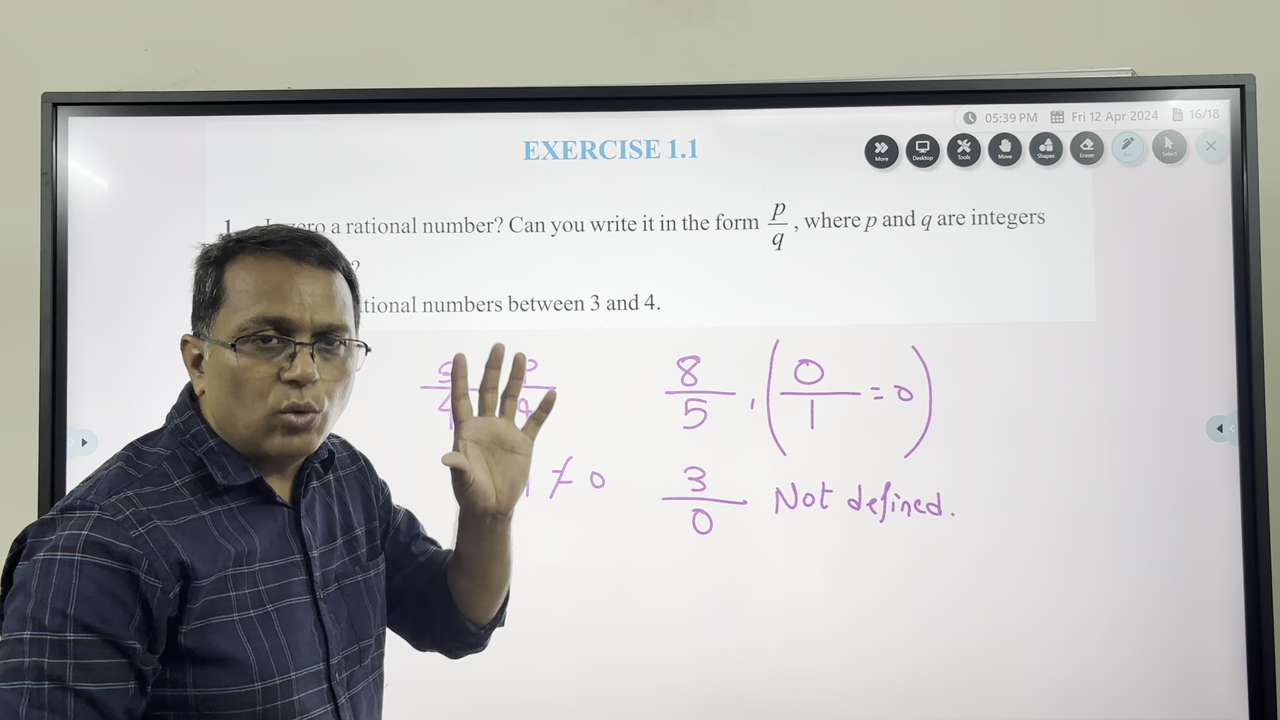 05:39 PM Fri 12 Apr 2024 16/18
EXERCISE 1.1
More Desktop Tools Move Shapes Eraser Pen Select
1. a rational number? Can you write it in the form p/q, where p and q are integers
?
numbers between 3 and 4.
8/5 , (0/1 = 0)
≠ 0
3/0 Not defined.